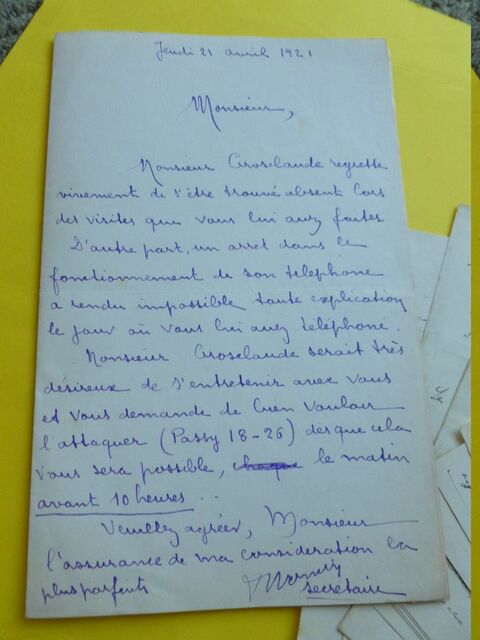 Jeudi 21 avril 1921
Monsieur,
Monsieur Grosclaude regrette
vivement de s'être trouvé absent lors
des visites que vous lui avez faites.
D'autre part, un arrêt dans le
fonctionnement de son téléphone
a rendu impossible toute explication
le jour où vous lui avez téléphoné.
Monsieur Grosclaude serait très
désireux de s'entretenir avec vous
et vous demande de bien vouloir
l'attaquer (Passy 18-26) dès que cela
vous sera possible, chaque le matin
avant 10 heures ..
Veuillez agréer, Monsieur
l'assurance de ma considération la
plus parfaite
secrétaire